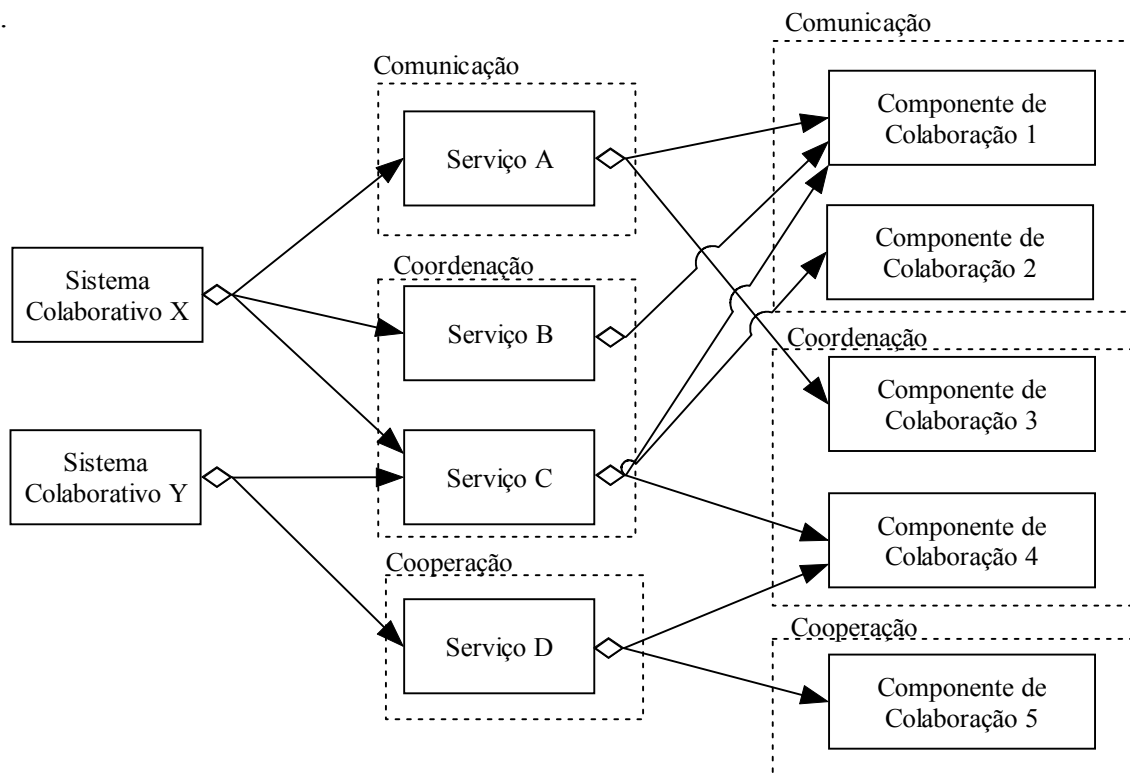 .
Comunicação
Comunicação
Componente de
Colaboração 1
Serviço A
Componente de
Colaboração 2
Sistema
Colaborativo X
Coordenação
Serviço B
Coordenação
Componente de
Colaboração 3
Sistema
Colaborativo Y
Serviço C
Componente de
Colaboração 4
Cooperação
Serviço D
Cooperação
Componente de
Colaboração 5